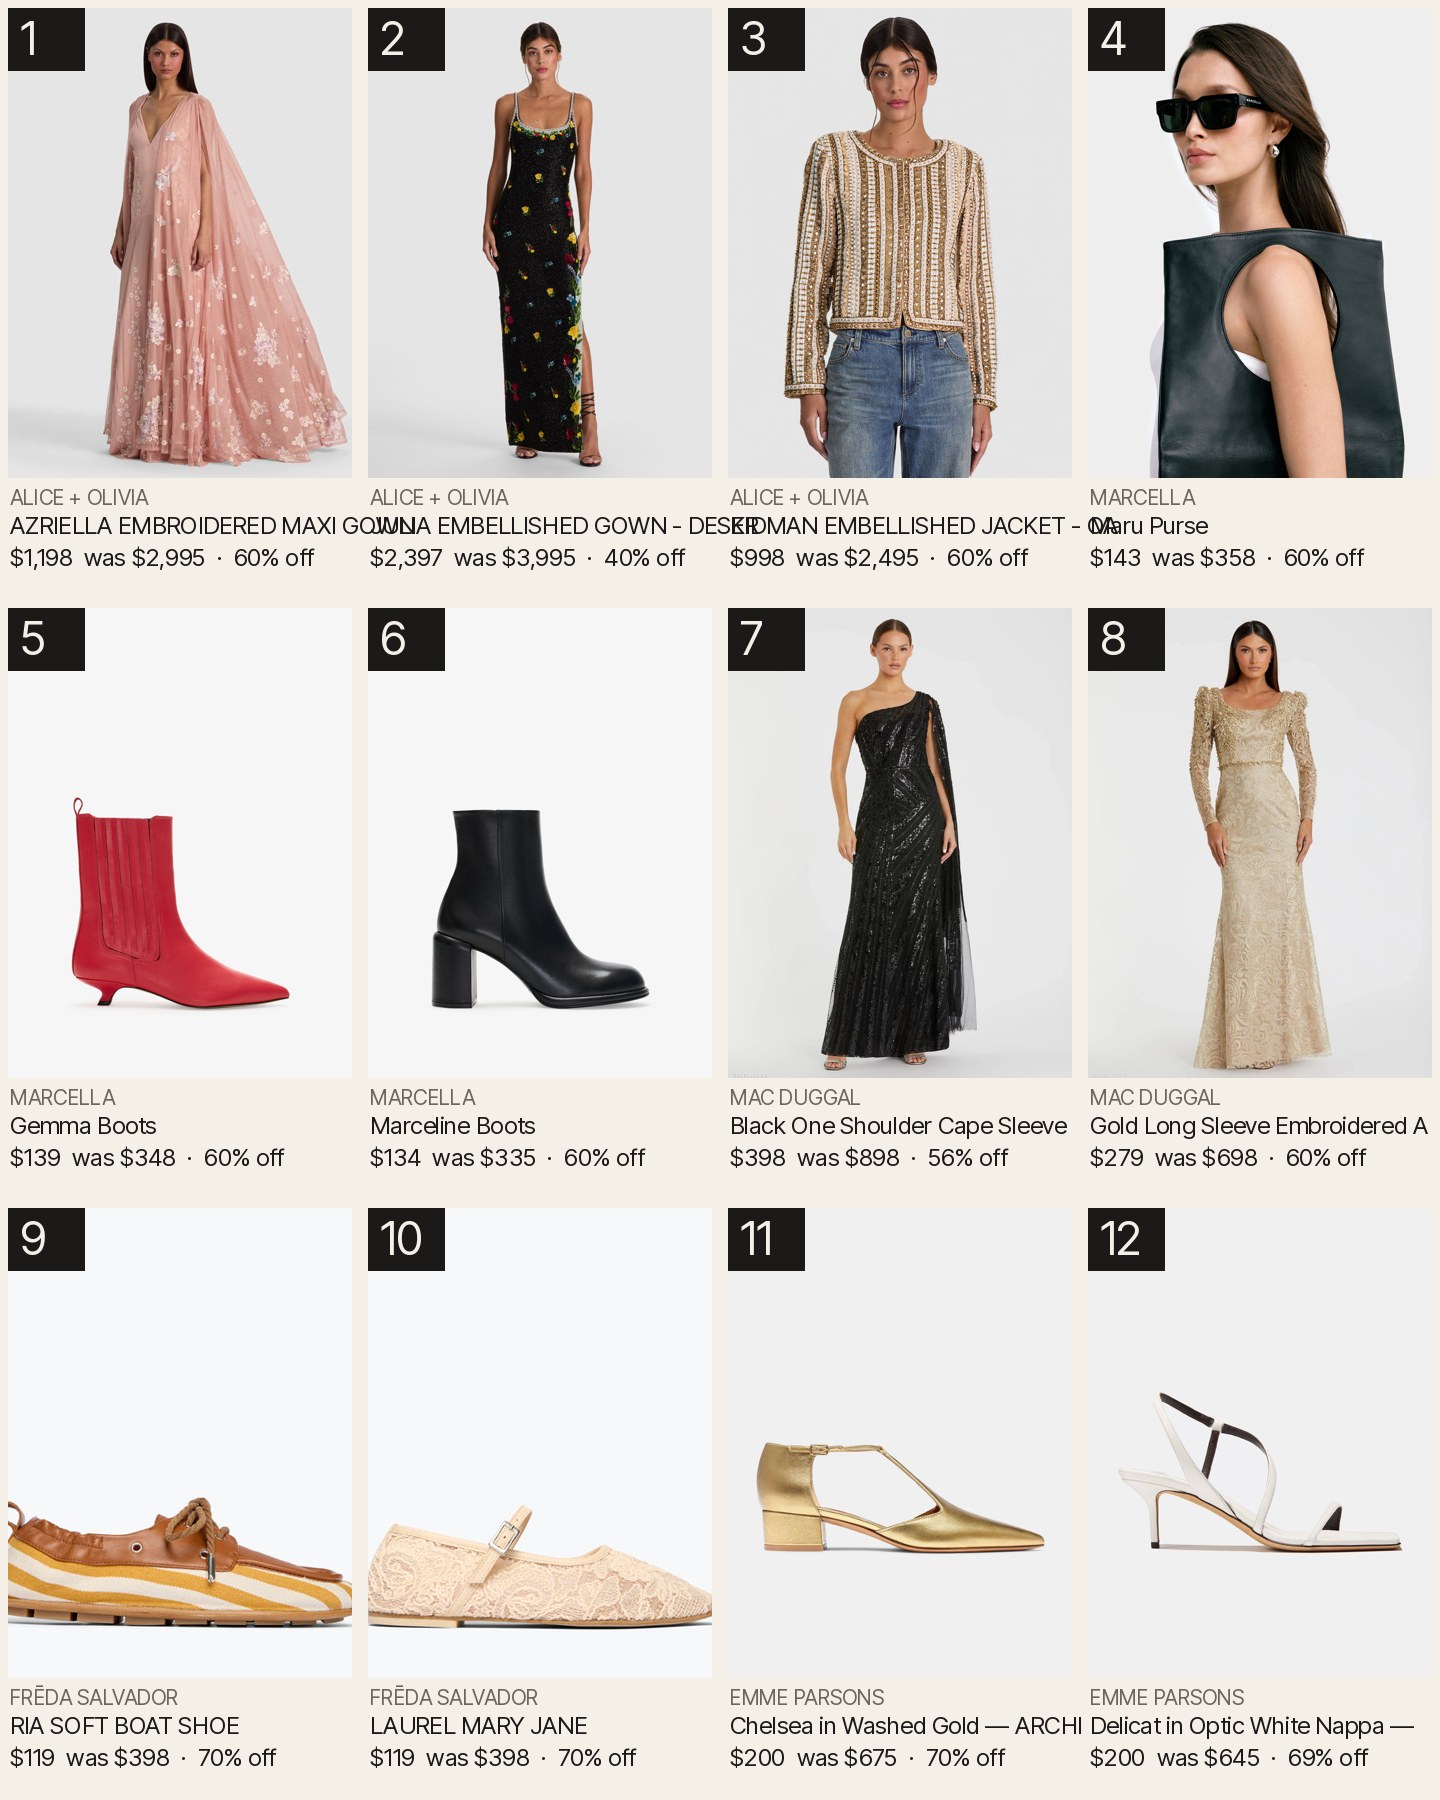 1
2
3
4
ALICE + OLIVIA
AZRIELLA EMBROIDERED MAXI GOWN
$1,198 was $2,995 · 60% off
ALICE + OLIVIA
EMBELLISHED GOWN - DES
$2,397 was $3,995 · 40% off
ALICE + OLIVIA
EMBELLISHED JACKET -
$998 was $2,495 · 60% off
MARCELLA
Maru Purse
$143 was $358 · 60% off
5
6
7
8
MARCELLA
Gemma Boots
$139 was $348 · 60% off
MARCELLA
Marceline Boots
$134 was $335 · 60% off
MAC DUGGAL
Black One Shoulder Cape Sleeve
$398 was $898 · 56% off
MAC DUGGAL
Gold Long Sleeve Embroidered A
$279 was $698 · 60% off
9
10
11
12
FRĒDA SALVADOR
RIA SOFT BOAT SHOE
$119 was $398 · 70% off
FRĒDA SALVADOR
LAUREL MARY JANE
$119 was $398 · 70% off
EMME PARSONS
Chelsea in Washed Gold — ARCHI
$200 was $675 · 70% off
EMME PARSONS
Delicat in Optic White Nappa —
$200 was $645 · 69% off